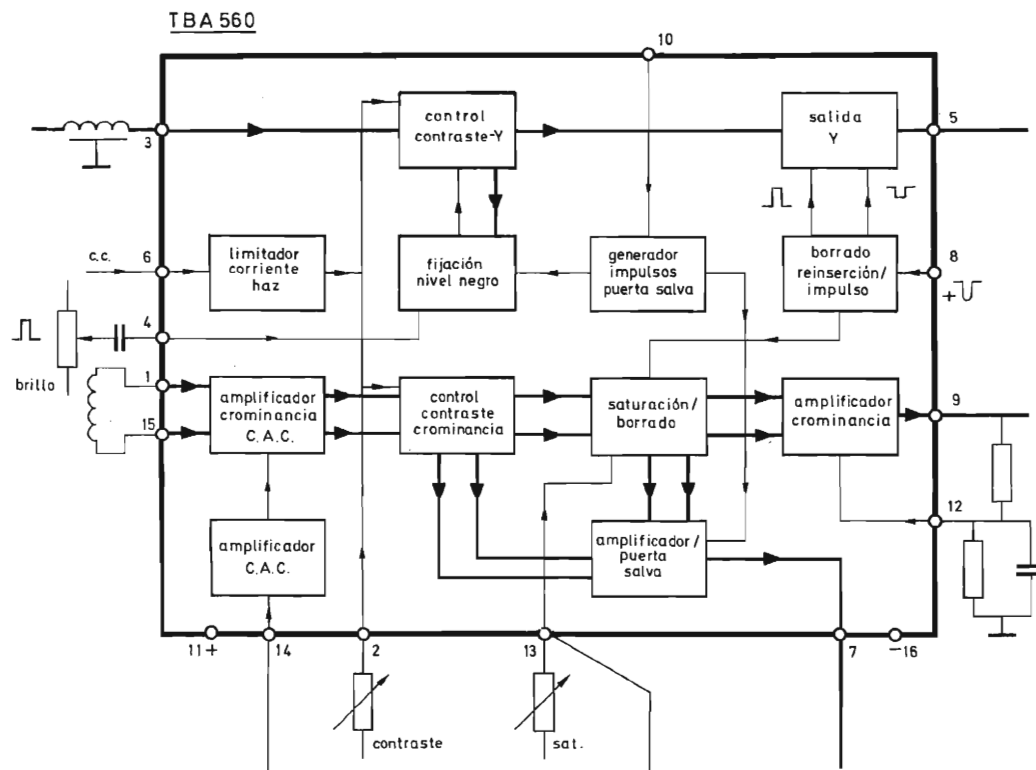 TBA 560
10
control
contraste-Y
salida
Y
3
5
c.c.
6
limitador
corriente
haz
fijación
nivel negro
generador
impulsos
puerta salva
borrado
reinserción/
impulso
8
+
4
brillo
1
15
amplificador
crominancia
C.A.C.
control
contraste
crominancia
saturación/
borrado
amplificador
crominancia
9
12
amplificador
C.A.C.
amplificador/
puerta
salva
11+
14
2
13
7
-16
contraste
sat.